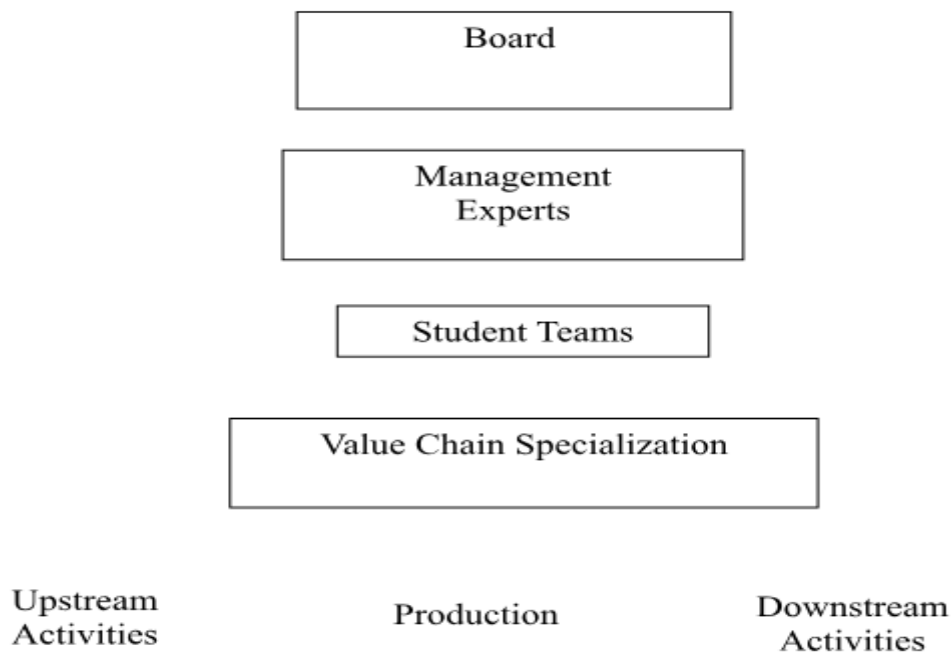 Board
Management
Experts
Student Teams
Value Chain Specialization
Upstream
Activities
Production
Downstream
Activities